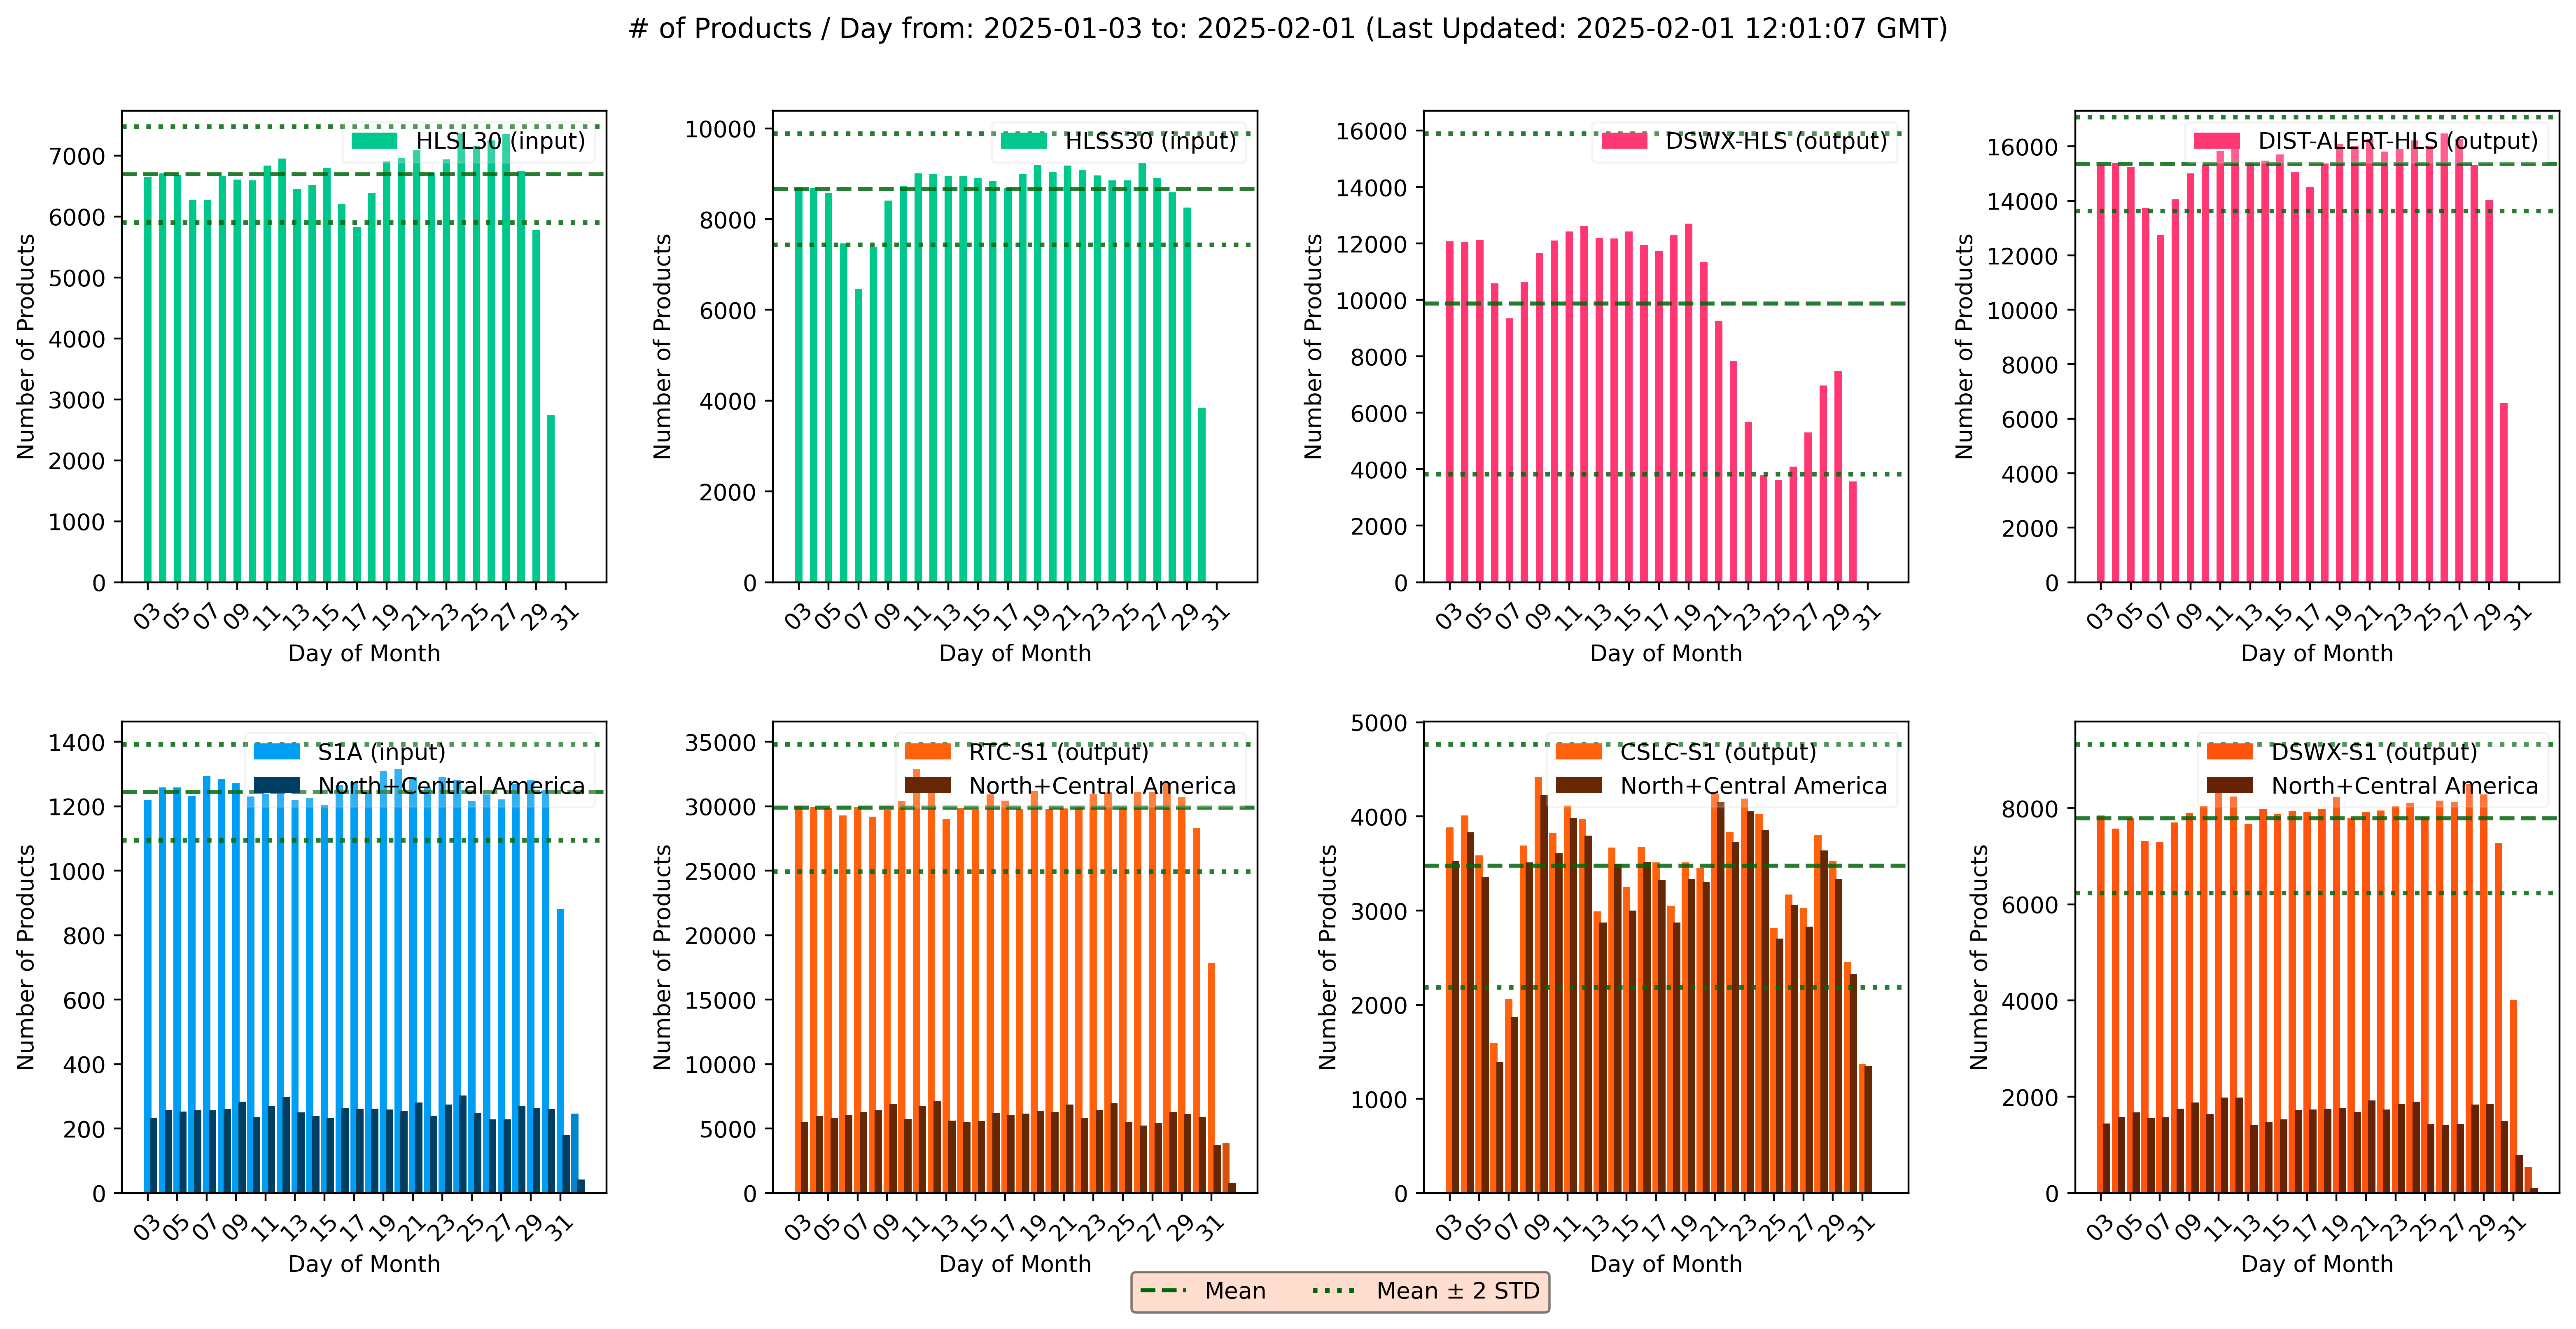 # of Products / Day from: 2025-01-03 to: 2025-02-01 (Last Updated: 2025-02-01 12:01:07 GMT)
HLSL30 (input)
Number of Products
7000
6000
5000
4000
3000
2000
1000
0
03 05 07 09 11 13 15 17 19 21 23 25 27 29 31
Day of Month
HLSS30 (input)
Number of Products
10000
8000
6000
4000
2000
0
03 05 07 09 11 13 15 17 19 21 23 25 27 29 31
Day of Month
DSWX-HLS (output)
Number of Products
16000
14000
12000
10000
8000
6000
4000
2000
0
03 05 07 09 11 13 15 17 19 21 23 25 27 29 31
Day of Month
DIST-ALERT-HLS (output)
Number of Products
16000
14000
12000
10000
8000
6000
4000
2000
0
03 05 07 09 11 13 15 17 19 21 23 25 27 29 31
Day of Month
S1A (input)
North+Central America
Number of Products
1400
1200
1000
800
600
400
200
0
03 05 07 09 11 13 15 17 19 21 23 25 27 29 31
Day of Month
RTC-S1 (output)
North+Central America
Number of Products
35000
30000
25000
20000
15000
10000
5000
0
03 05 07 09 11 13 15 17 19 21 23 25 27 29 31
Day of Month
CSLC-S1 (output)
North+Central America
Number of Products
5000
4000
3000
2000
1000
0
03 05 07 09 11 13 15 17 19 21 23 25 27 29 31
Day of Month
DSWX-S1 (output)
North+Central America
Number of Products
8000
6000
4000
2000
0
03 05 07 09 11 13 15 17 19 21 23 25 27 29 31
Day of Month
Mean
Mean ± 2 STD